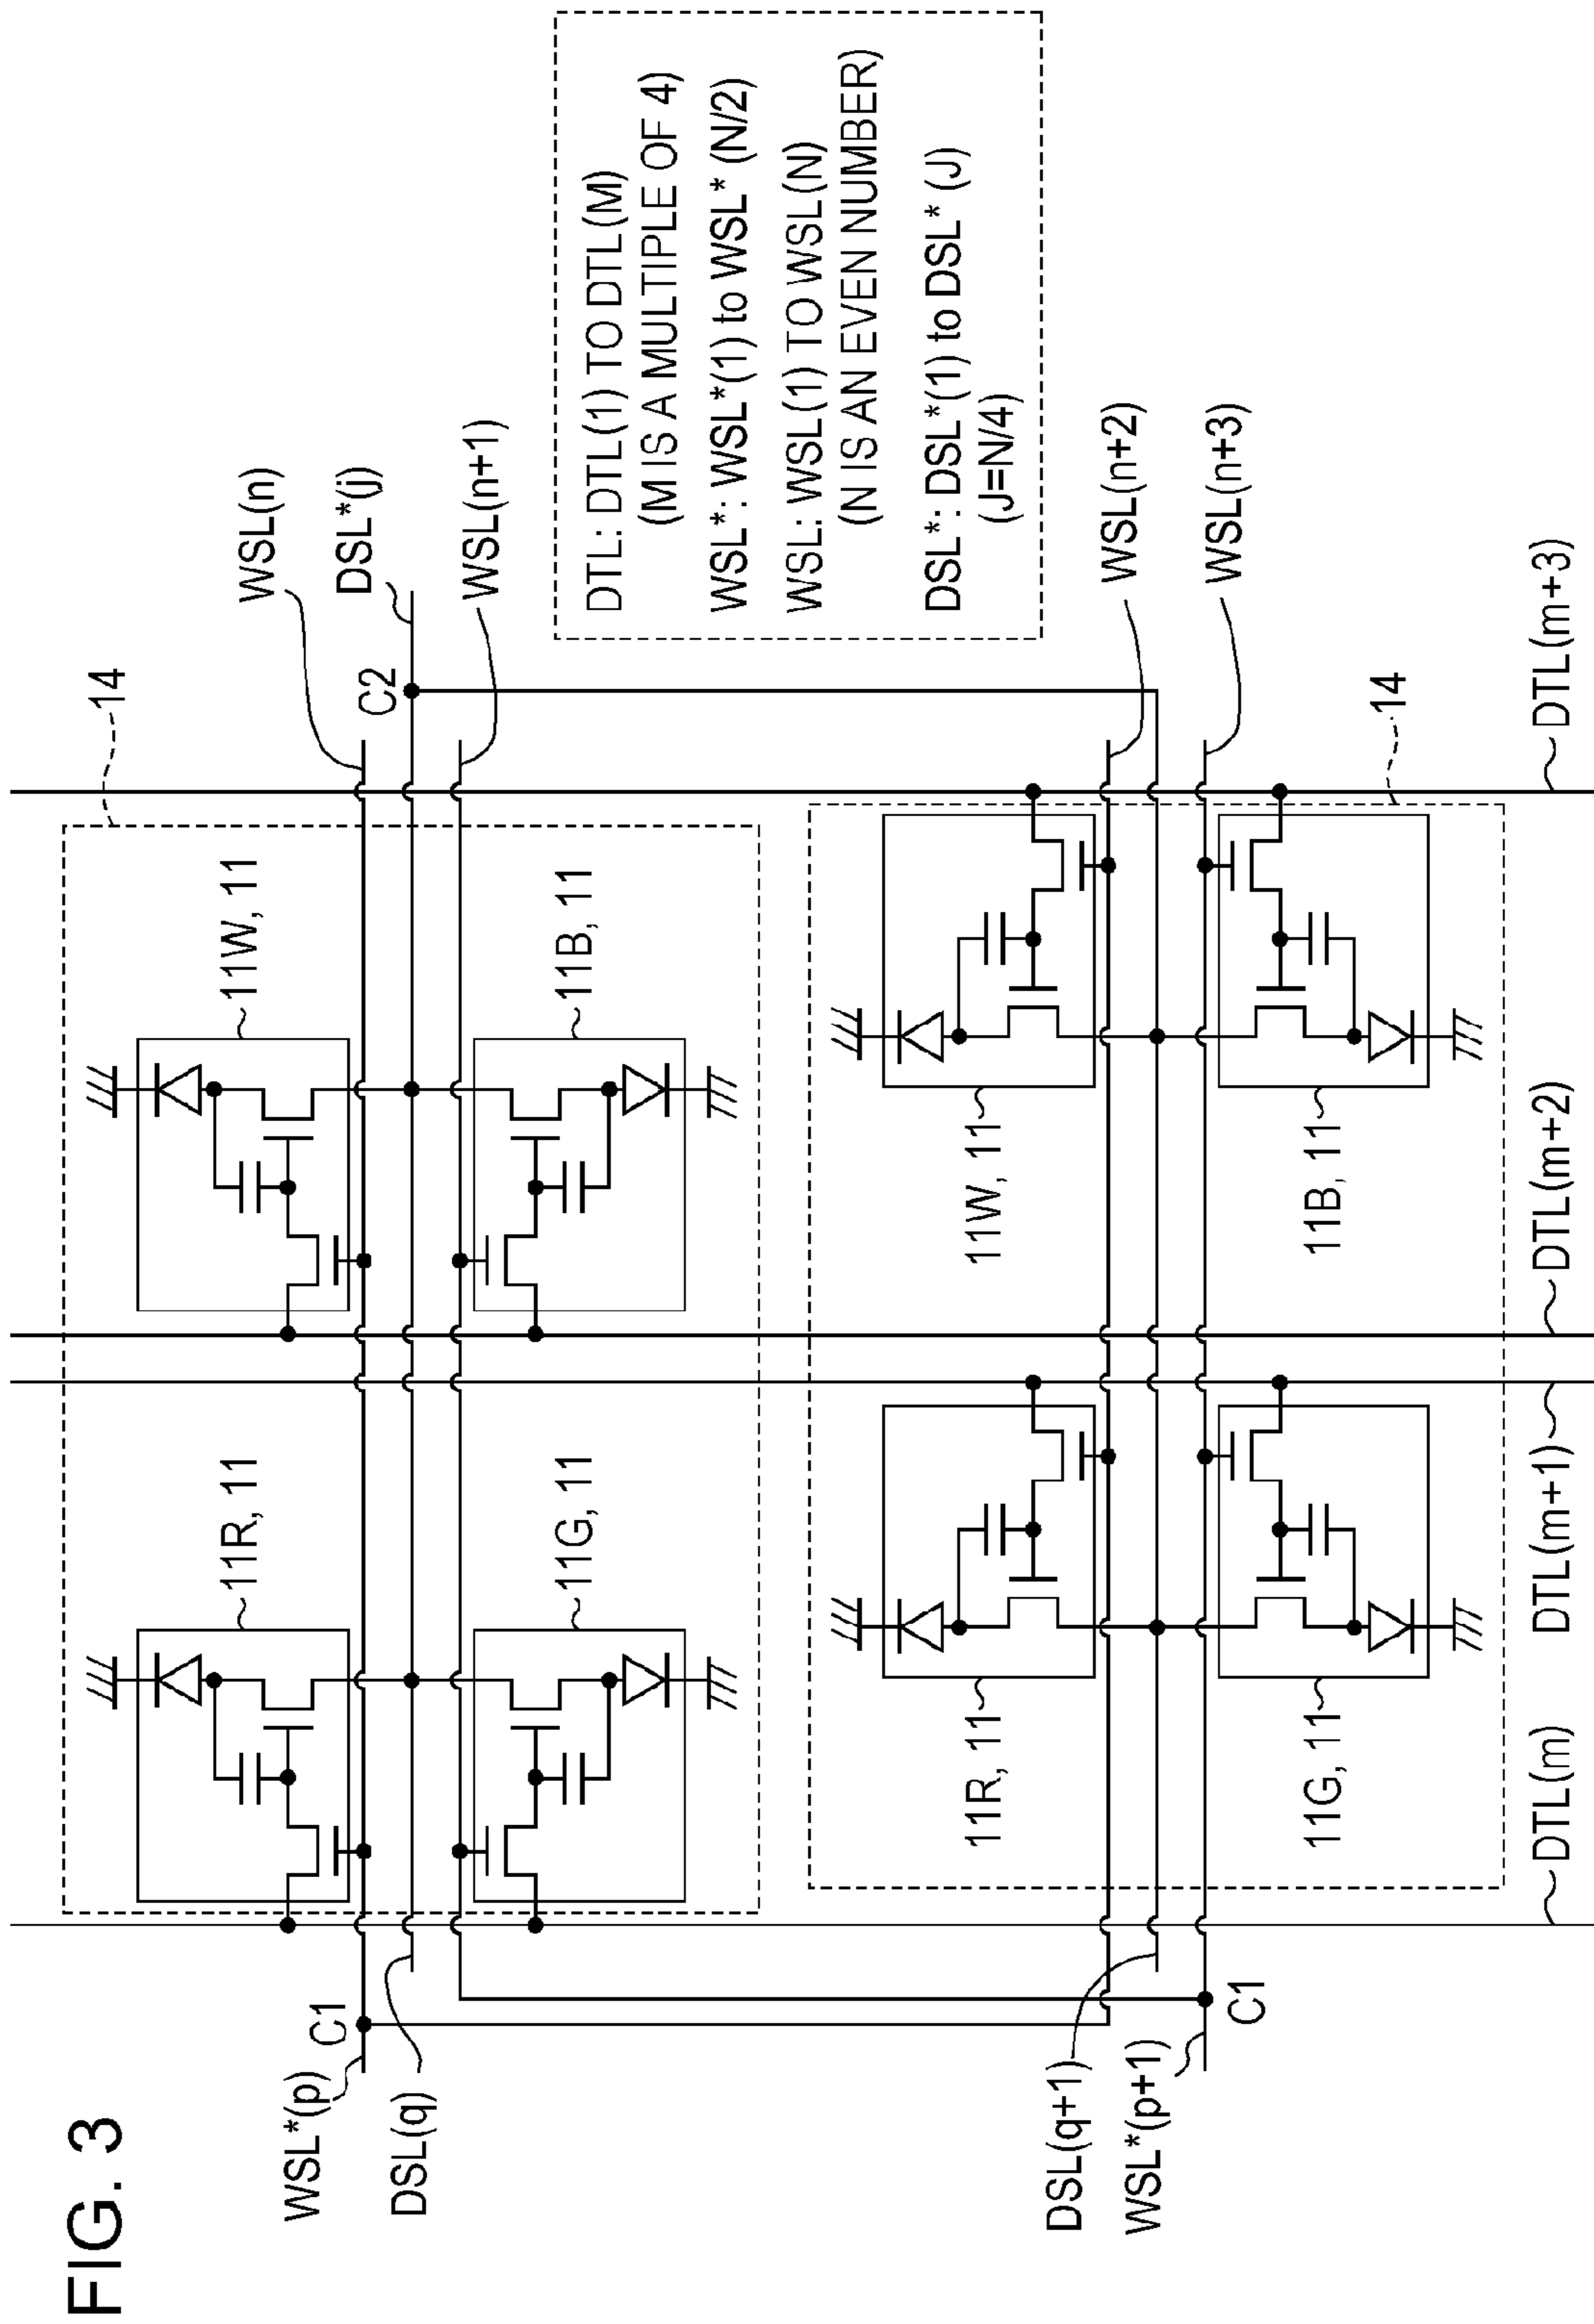 FIG. 3
WSL*(p)
C1
DSL(q)
11R, 11
11G, 11
11W, 11
11B, 11
14
C2
WSL(n)
DSL*(j)
WSL(n+1)
DTL: DTL(1) TO DTL(M)
(M IS A MULTIPLE OF 4)
WSL*: WSL*(1) to WSL* (N/2)
WSL: WSL(1) TO WSL(N)
(N IS AN EVEN NUMBER)
DSL*: DSL*(1) to DSL* (J)
(J=N/4)
DSL(q+1)
WSL*(p+1)
C1
11R, 11
11G, 11
11W, 11
11B, 11
14
WSL(n+2)
WSL(n+3)
DTL(m)
DTL(m+1)
DTL(m+2)
DTL(m+3)